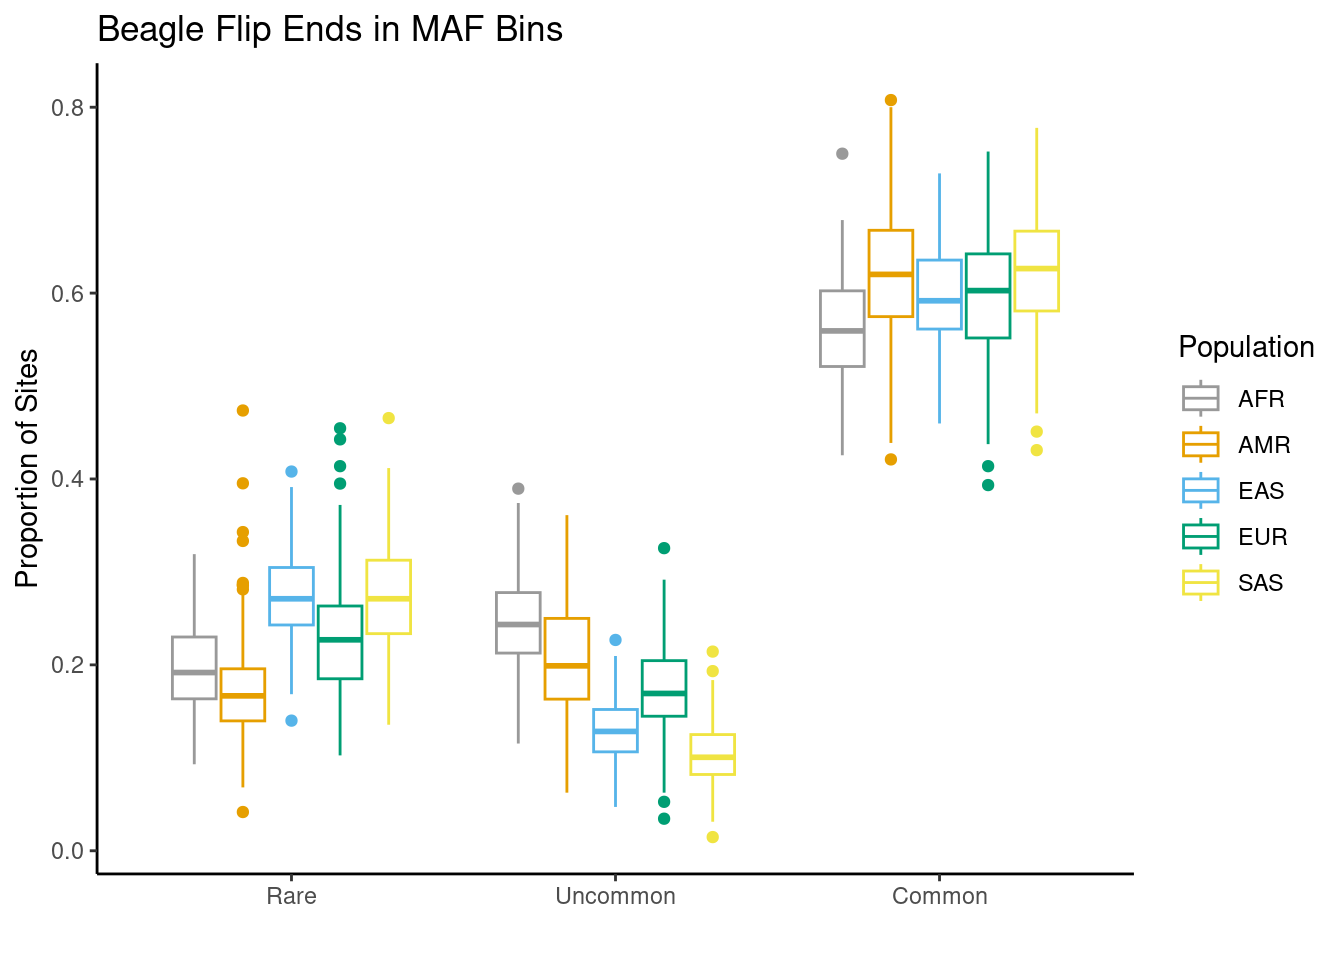 Beagle Flip Ends in MAF Bins
Proportion of Sites
0.8
0.6
0.4
0.2
0.0
Rare
Uncommon
Common
Population
AFR
AMR
EAS
EUR
SAS